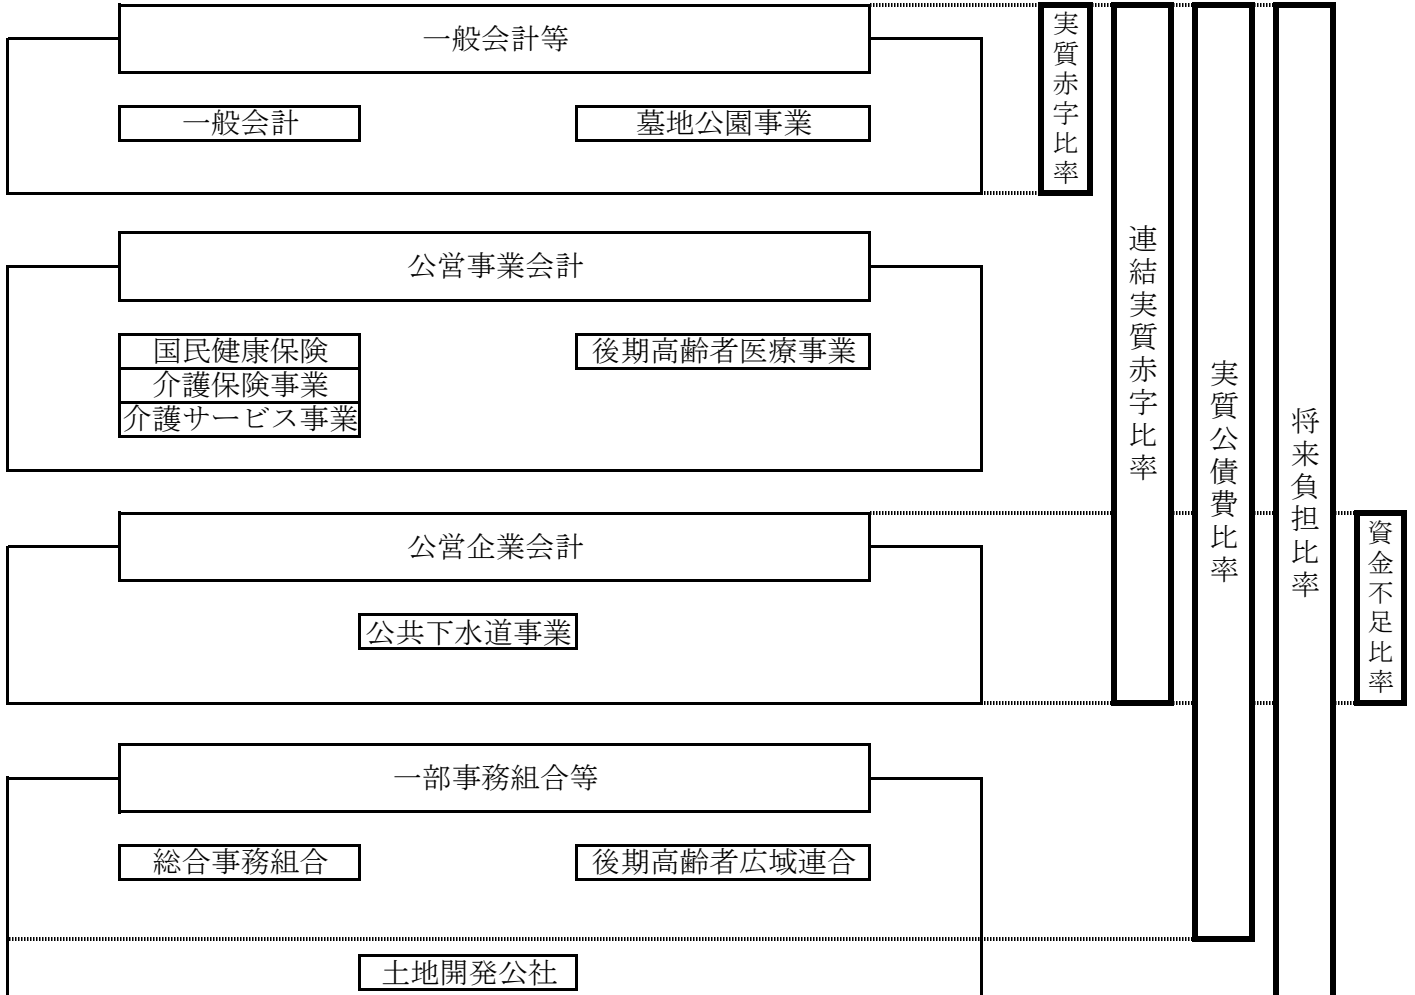 一般会計等
一般会計
墓地公園事業
公営事業会計
国民健康保険
後期高齢者医療事業
介護保険事業
介護サービス事業
公営企業会計
公共下水道事業
一部事務組合等
総合事務組合
後期高齢者広域連合
土地開発公社
実質赤字比率
連結実質赤字比率
実質公債費比率
将来負担比率
資金不足比率